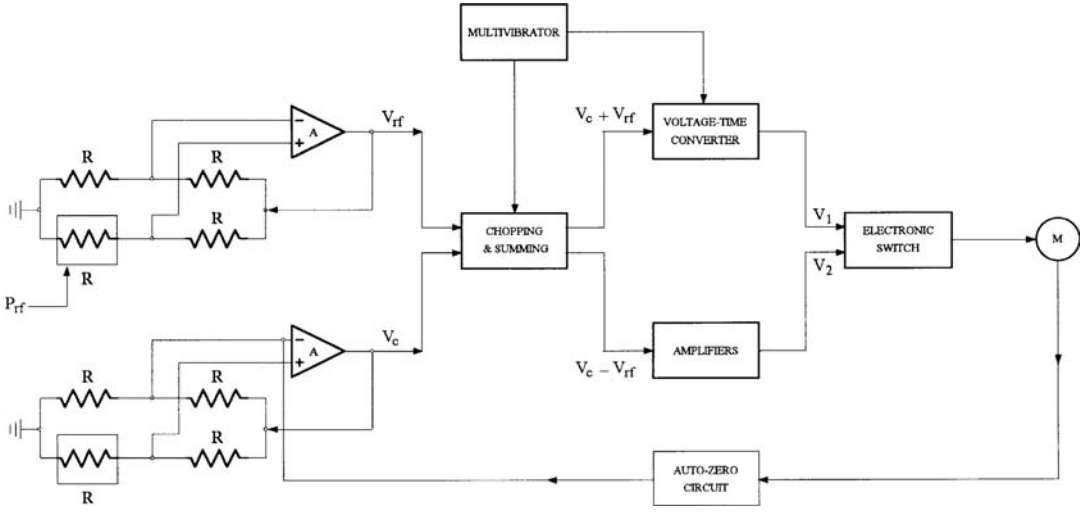 MULTIVIBRATOR
V_rf
V_c + V_rf
VOLTAGE-TIME
CONVERTER
−
A
+
R
R
R
R
P_rf
CHOPPING
& SUMMING
V_1
V_2
ELECTRONIC
SWITCH
M
V_c
V_c − V_rf
AMPLIFIERS
−
A
+
R
R
R
R
AUTO-ZERO
CIRCUIT